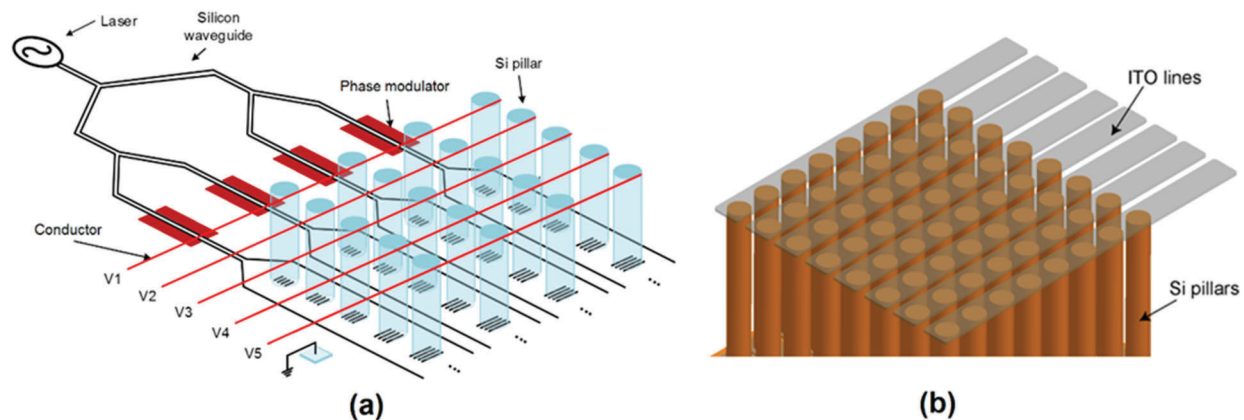 Laser
Silicon
waveguide
Phase modulator
Si pillar
Conductor
V1
V2
V3
V4
V5
...
...
...
...
...
(a)
ITO lines
Si pillars
(b)